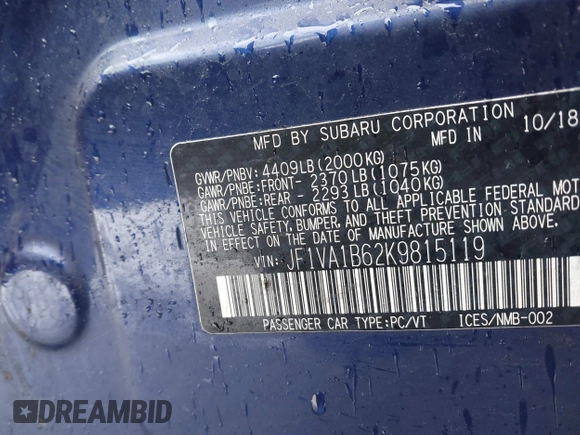 MFD BY SUBARU CORPORATION
MFD IN 10/18
GVWR/PNBV: 4409LB(2000KG)
GAWR/PNBE:FRONT- 2370LB(1075KG)
GAWR/PNBE:REAR - 2293LB(1040KG)
THIS VEHICLE CONFORMS TO ALL APPLICABLE FEDERAL MOT
VEHICLE SAFETY, BUMPER, AND THEFT PREVENTION STANDARD
IN EFFECT ON THE DATE OF MANUFACTURE SHOWN ABOVE.
VIN: JF1VA1B62K9815119
PASSENGER CAR TYPE:PC/VT ICES/NMB-002
DREAMBID